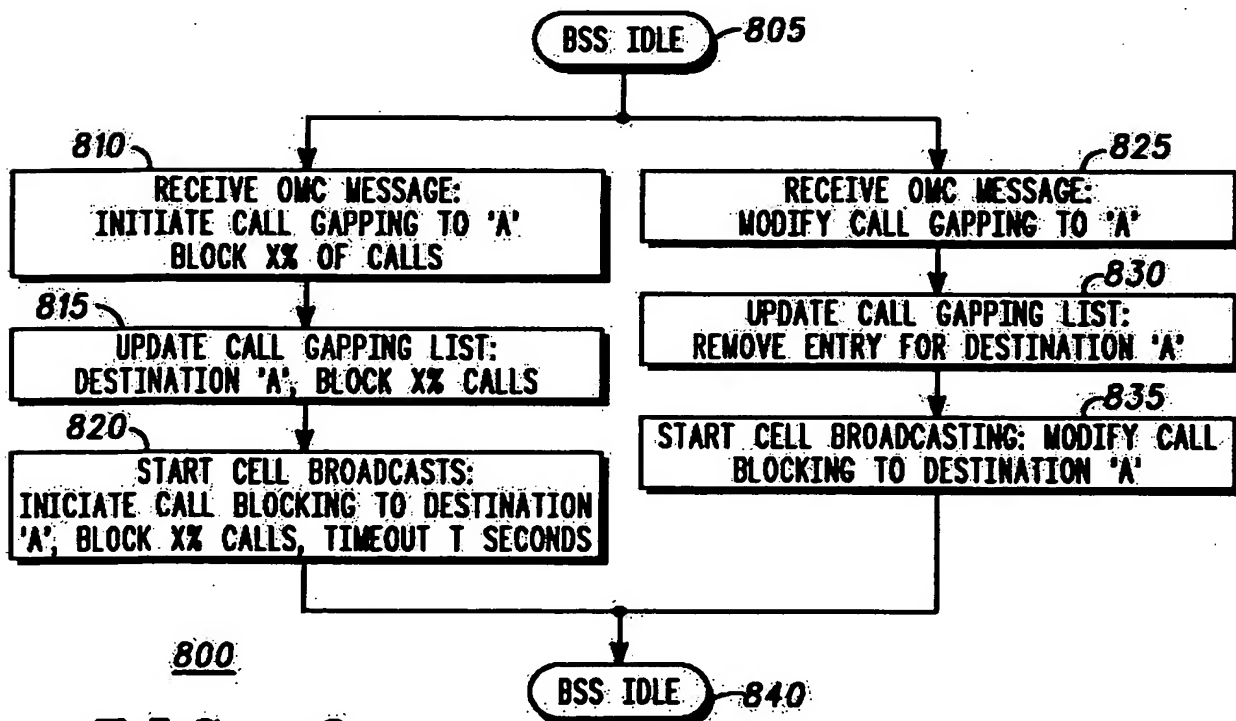 BSS IDLE
805
810
RECEIVE OMC MESSAGE:
INITIATE CALL GAPPING TO 'A'
BLOCK X% OF CALLS
815
UPDATE CALL GAPPING LIST:
DESTINATION 'A', BLOCK X% CALLS
820
START CELL BROADCASTS:
INICIATE CALL BLOCKING TO DESTINATION
'A', BLOCK X% CALLS, TIMEOUT T SECONDS
825
RECEIVE OMC MESSAGE:
MODIFY CALL GAPPING TO 'A'
830
UPDATE CALL GAPPING LIST:
REMOVE ENTRY FOR DESTINATION 'A'
835
START CELL BROADCASTING: MODIFY CALL
BLOCKING TO DESTINATION 'A'
800
BSS IDLE
840